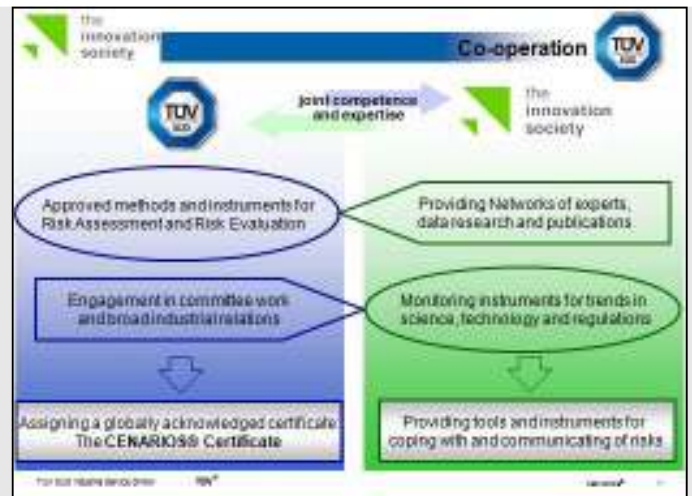 the
innovation
society
Co-operation
TÜV
SÜD
TÜV
SÜD
joint competence
and expertise
the
innovation
society
Approved methods and instruments for
Risk Assessment and Risk Evaluation
Providing Networks of experts,
data research and publications
Engagement in committee work
and broad industrial relations
Monitoring instruments for trends in
science, technology and regulations
Assigning a globally acknowledged certificate:
The CENARIOS® Certificate
Providing tools and instruments for
coping with and communicating of risks
TÜV®